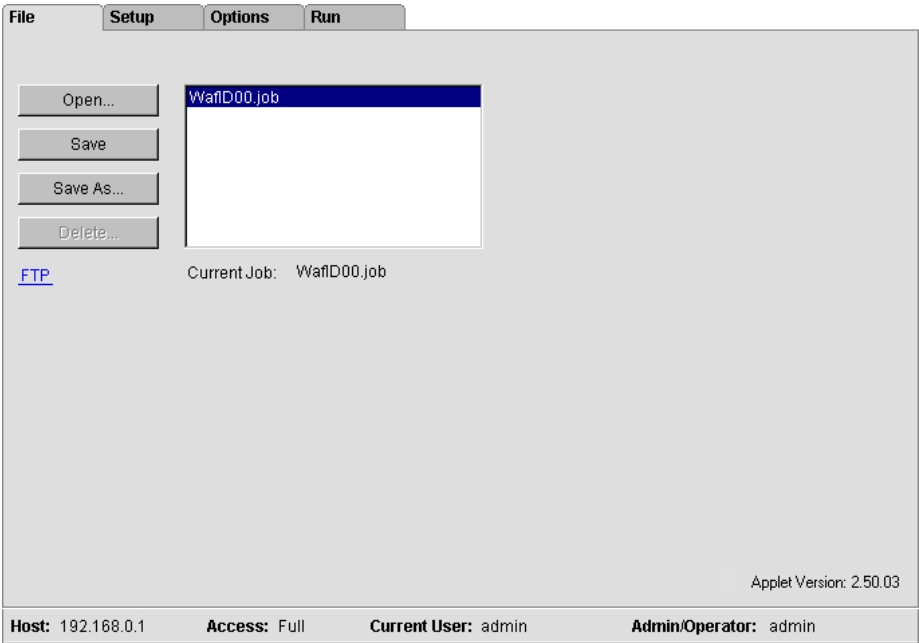 File Setup Options Run
Open...
WaflD00.job
Save
Save As...
Delete...
FTP
Current Job: WaflD00.job
Applet Version: 2.50.03
Host: 192.168.0.1 Access: Full Current User: admin Admin/Operator: admin